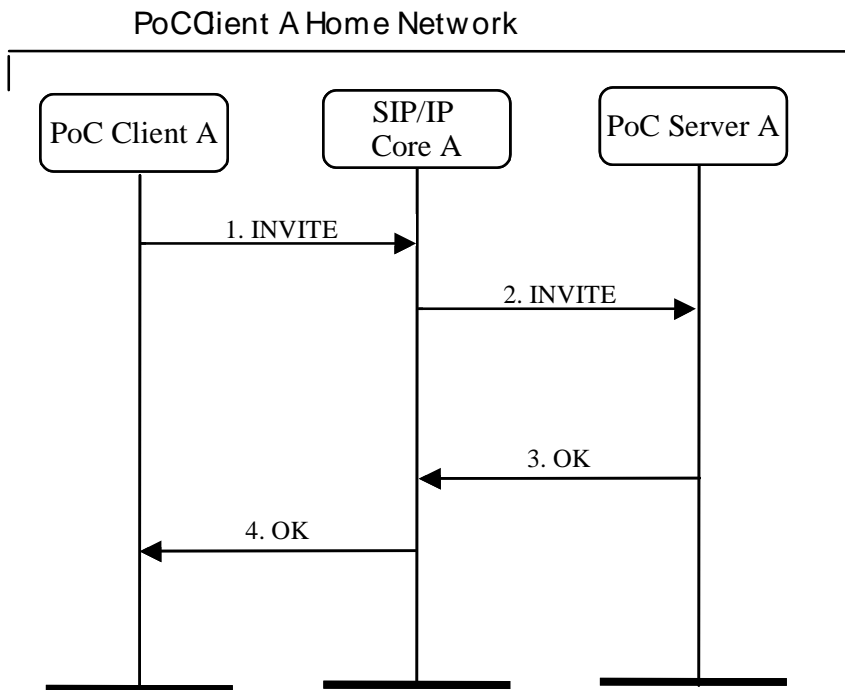 PoCClient A Home Network
PoC Client A
SIP/IP
Core A
PoC Server A
1. INVITE
2. INVITE
3. OK
4. OK